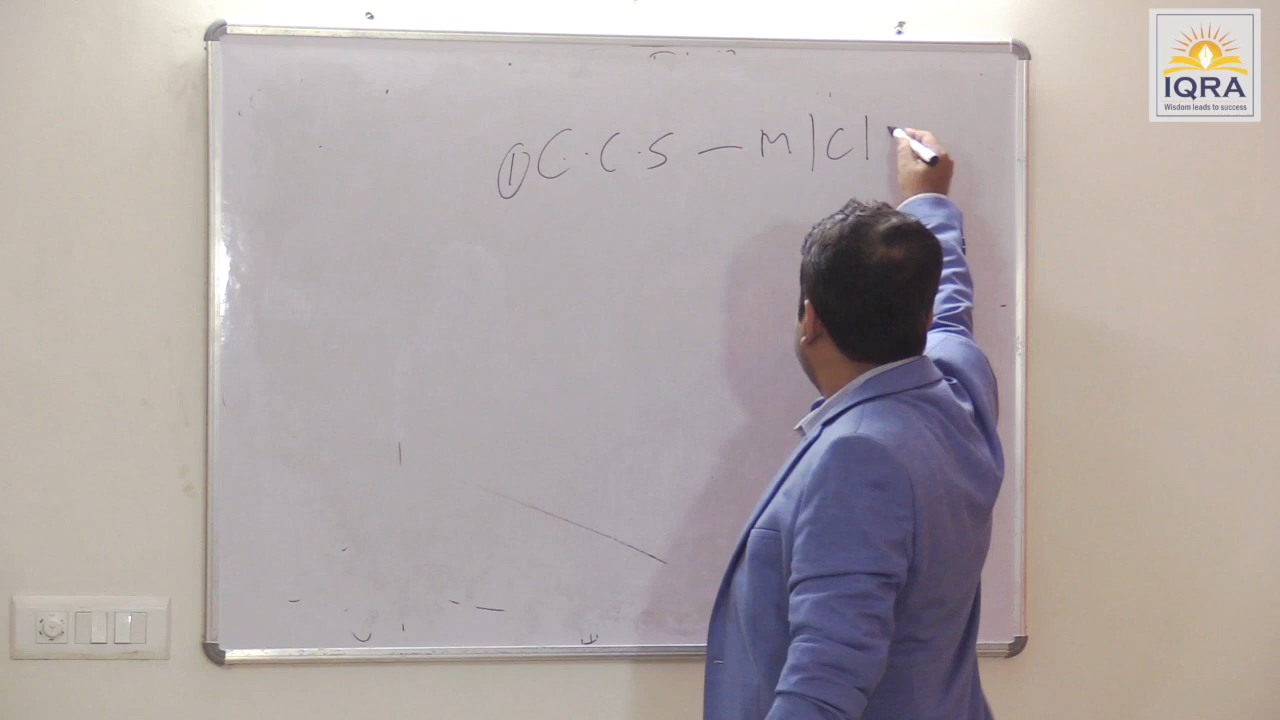 ① C.C.S — M/C/
IQRA
Wisdom leads to success